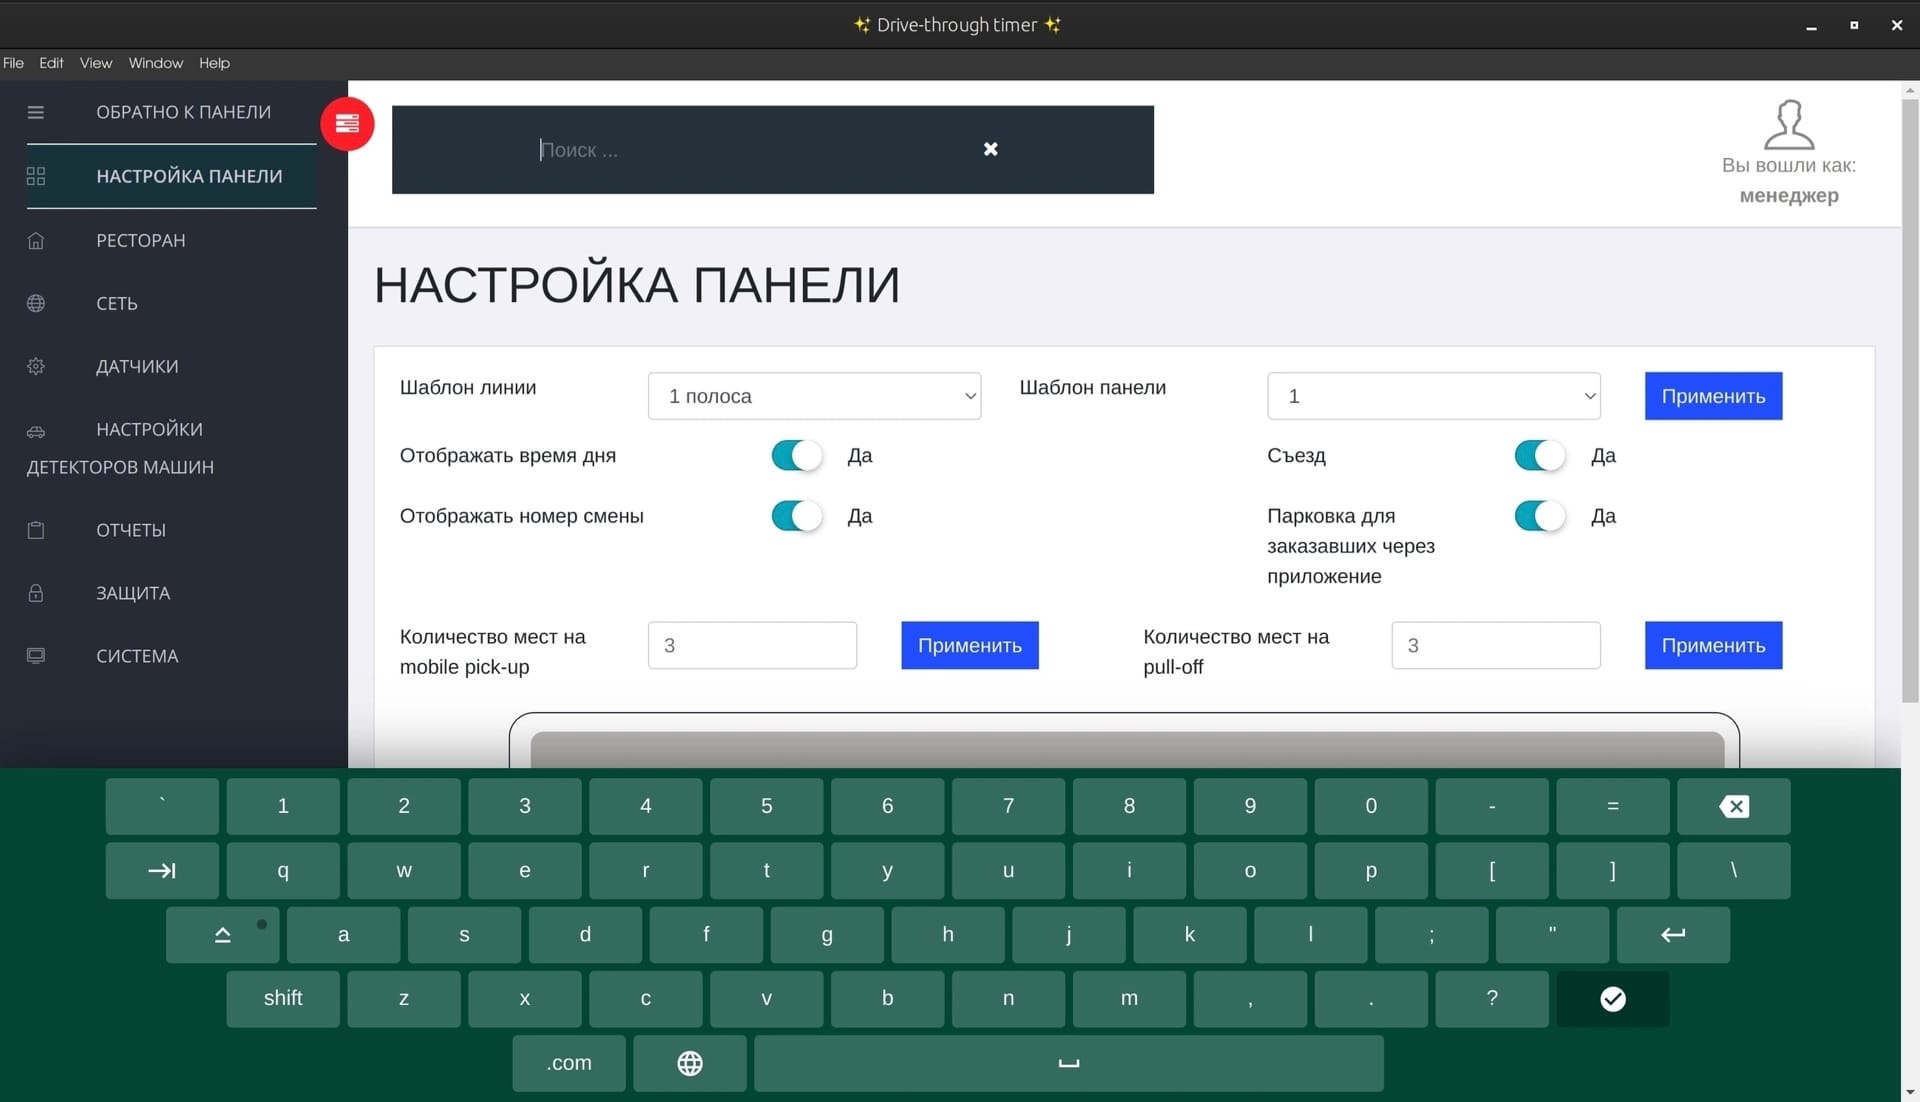 ✨ Drive-through timer ✨
File Edit View Window Help
ОБРАТНО К ПАНЕЛИ
НАСТРОЙКА ПАНЕЛИ
РЕСТОРАН
СЕТЬ
ДАТЧИКИ
НАСТРОЙКИ
ДЕТЕКТОРОВ МАШИН
ОТЧЕТЫ
ЗАЩИТА
СИСТЕМА
Поиск ...
Вы вошли как:
менеджер
НАСТРОЙКА ПАНЕЛИ
Шаблон линии 1 полоса Шаблон панели 1 Применить
Отображать время дня Да Съезд Да
Отображать номер смены Да Парковка для
заказавших через
приложение
Да
Количество мест на
mobile pick-up
3 Применить
Количество мест на
pull-off
3 Применить
` 1 2 3 4 5 6 7 8 9 0 - =
q w e r t y u i o p [ ] \
a s d f g h j k l ; "
shift z x c v b n m , . ?
.com